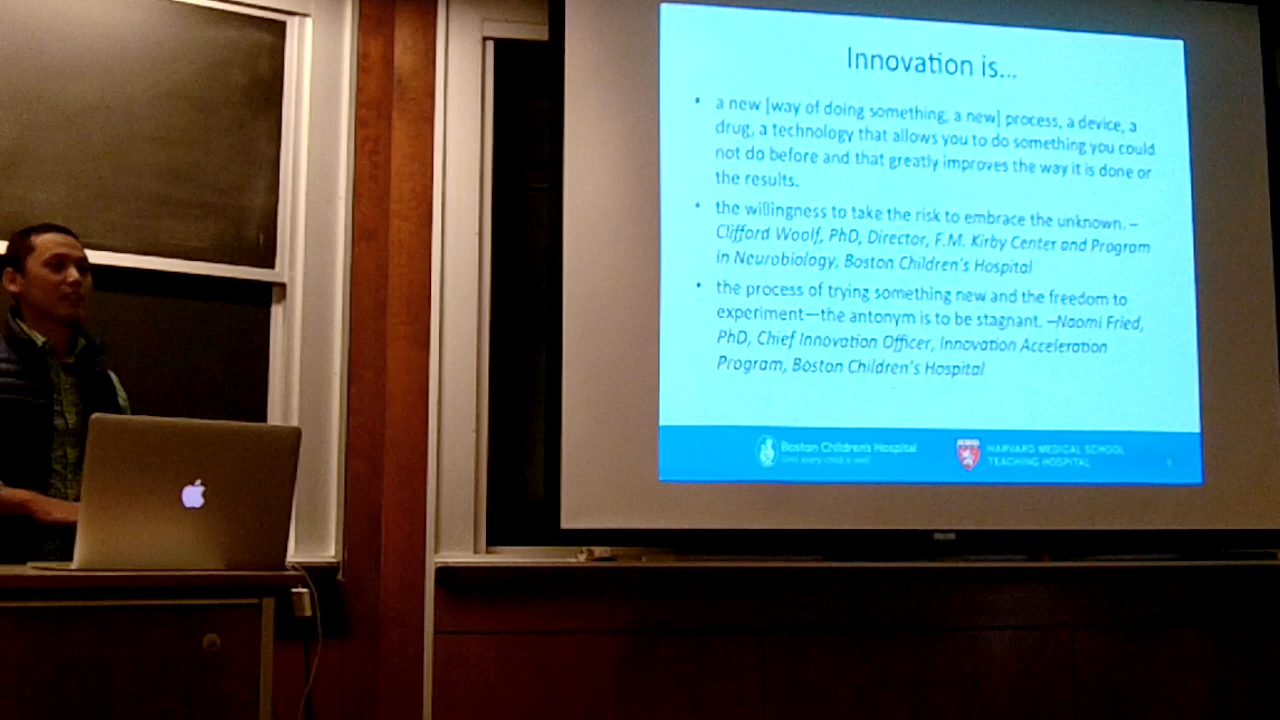 Innovation is...
• a new [way of doing something, a new] process, a device, a
drug, a technology that allows you to do something you could
not do before and that greatly improves the way it is done or
the results.
• the willingness to take the risk to embrace the unknown. –
Clifford Woolf, PhD, Director, F.M. Kirby Center and Program
in Neurobiology, Boston Children's Hospital
• the process of trying something new and the freedom to
experiment—the antonym is to be stagnant. –Naomi Fried,
PhD, Chief Innovation Officer, Innovation Acceleration
Program, Boston Children's Hospital
Boston Children's Hospital
Until every child is well
HARVARD MEDICAL SCHOOL
TEACHING HOSPITAL